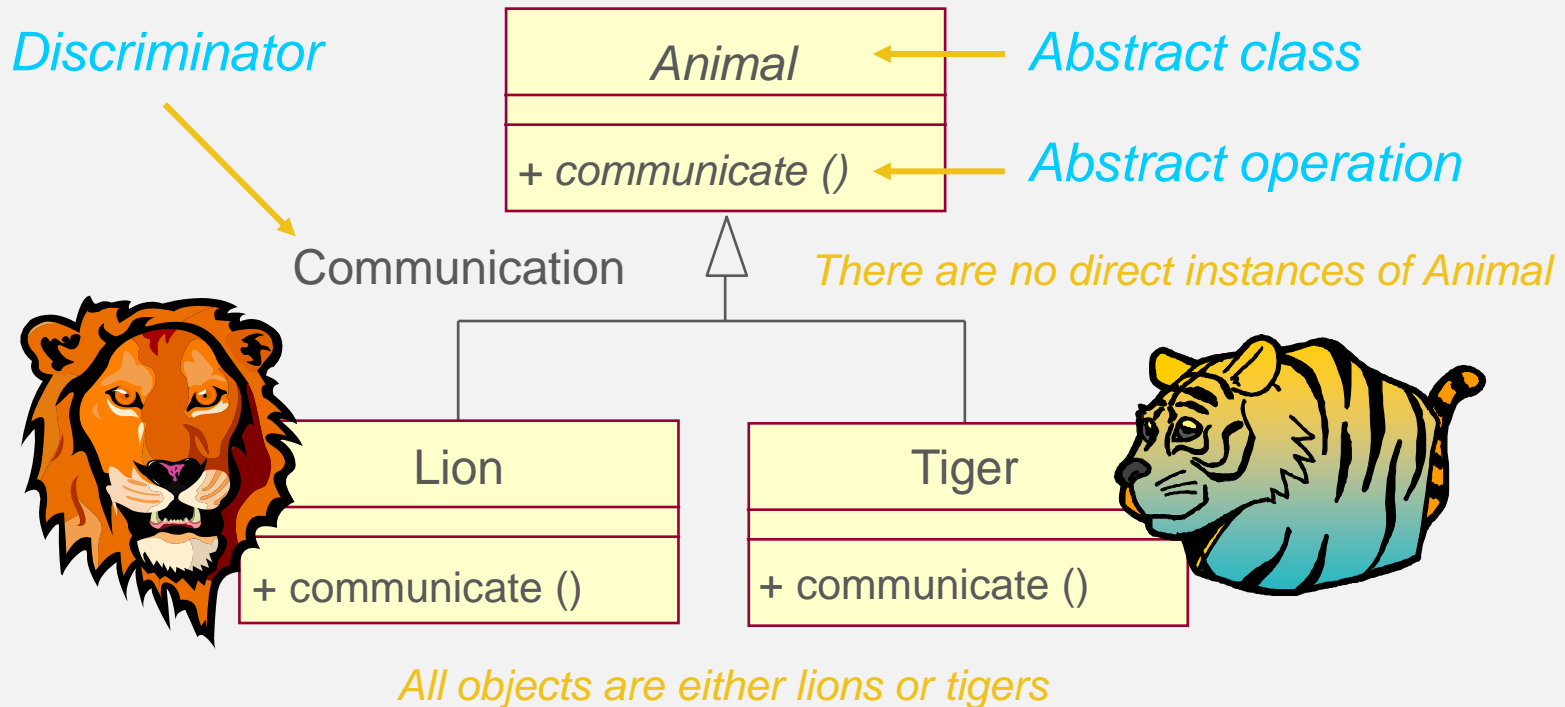 Discriminator
Animal
Abstract class
+ communicate ()
Abstract operation
Communication
There are no direct instances of Animal
Lion
Tiger
+ communicate ()
+ communicate ()
All objects are either lions or tigers